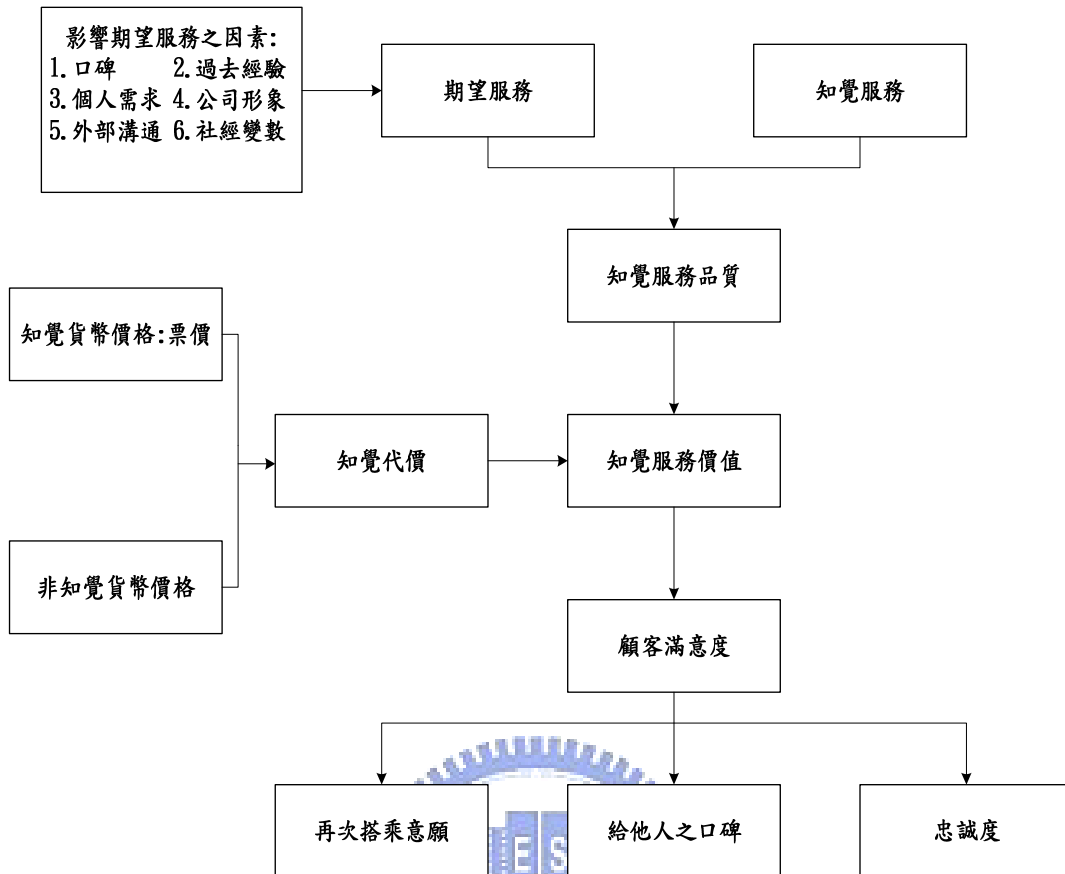 影響期望服務之因素:
1.口碑 2.過去經驗
3.個人需求 4.公司形象
5.外部溝通 6.社經變數
期望服務
知覺服務
知覺服務品質
知覺貨幣價格:票價
知覺代價
知覺服務價值
非知覺貨幣價格
顧客滿意度
再次搭乘意願
給他人之口碑
忠誠度
ES